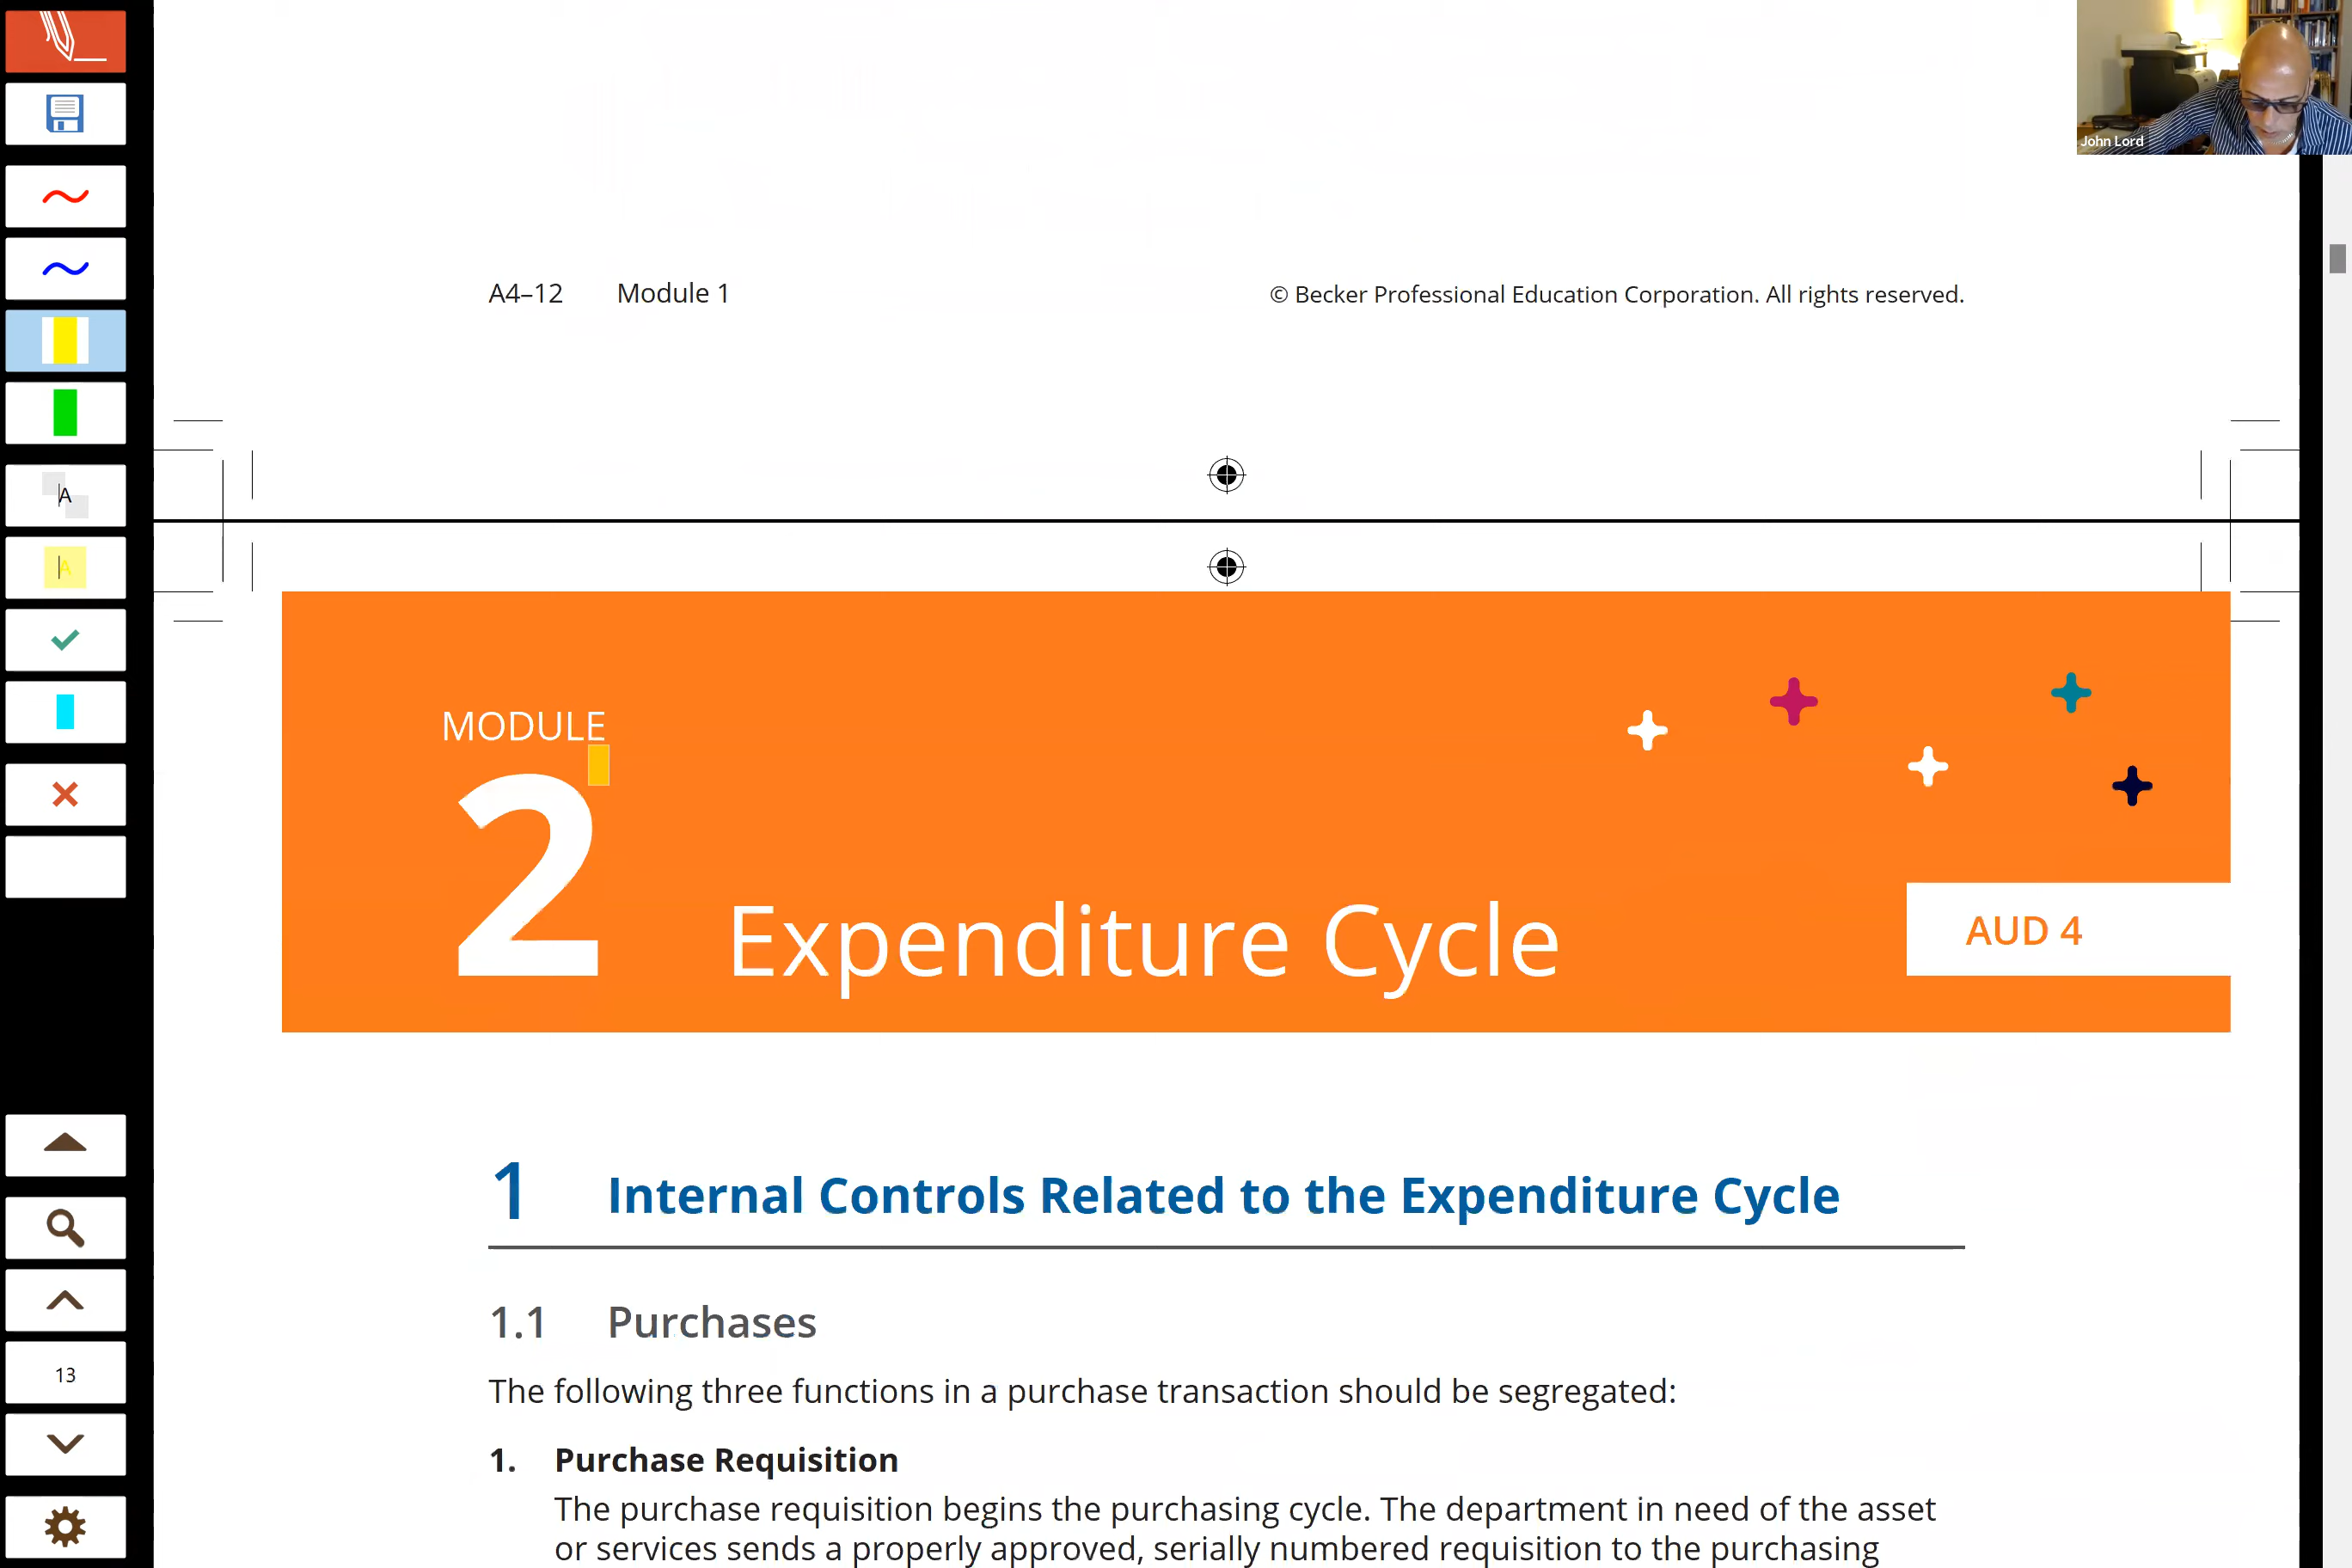 John Lord
A4–12 Module 1
© Becker Professional Education Corporation. All rights reserved.
A
A
MODULE
2 Expenditure Cycle
AUD 4
1 Internal Controls Related to the Expenditure Cycle
1.1 Purchases
The following three functions in a purchase transaction should be segregated:
1. Purchase Requisition
The purchase requisition begins the purchasing cycle. The department in need of the asset
or services sends a properly approved, serially numbered requisition to the purchasing
13